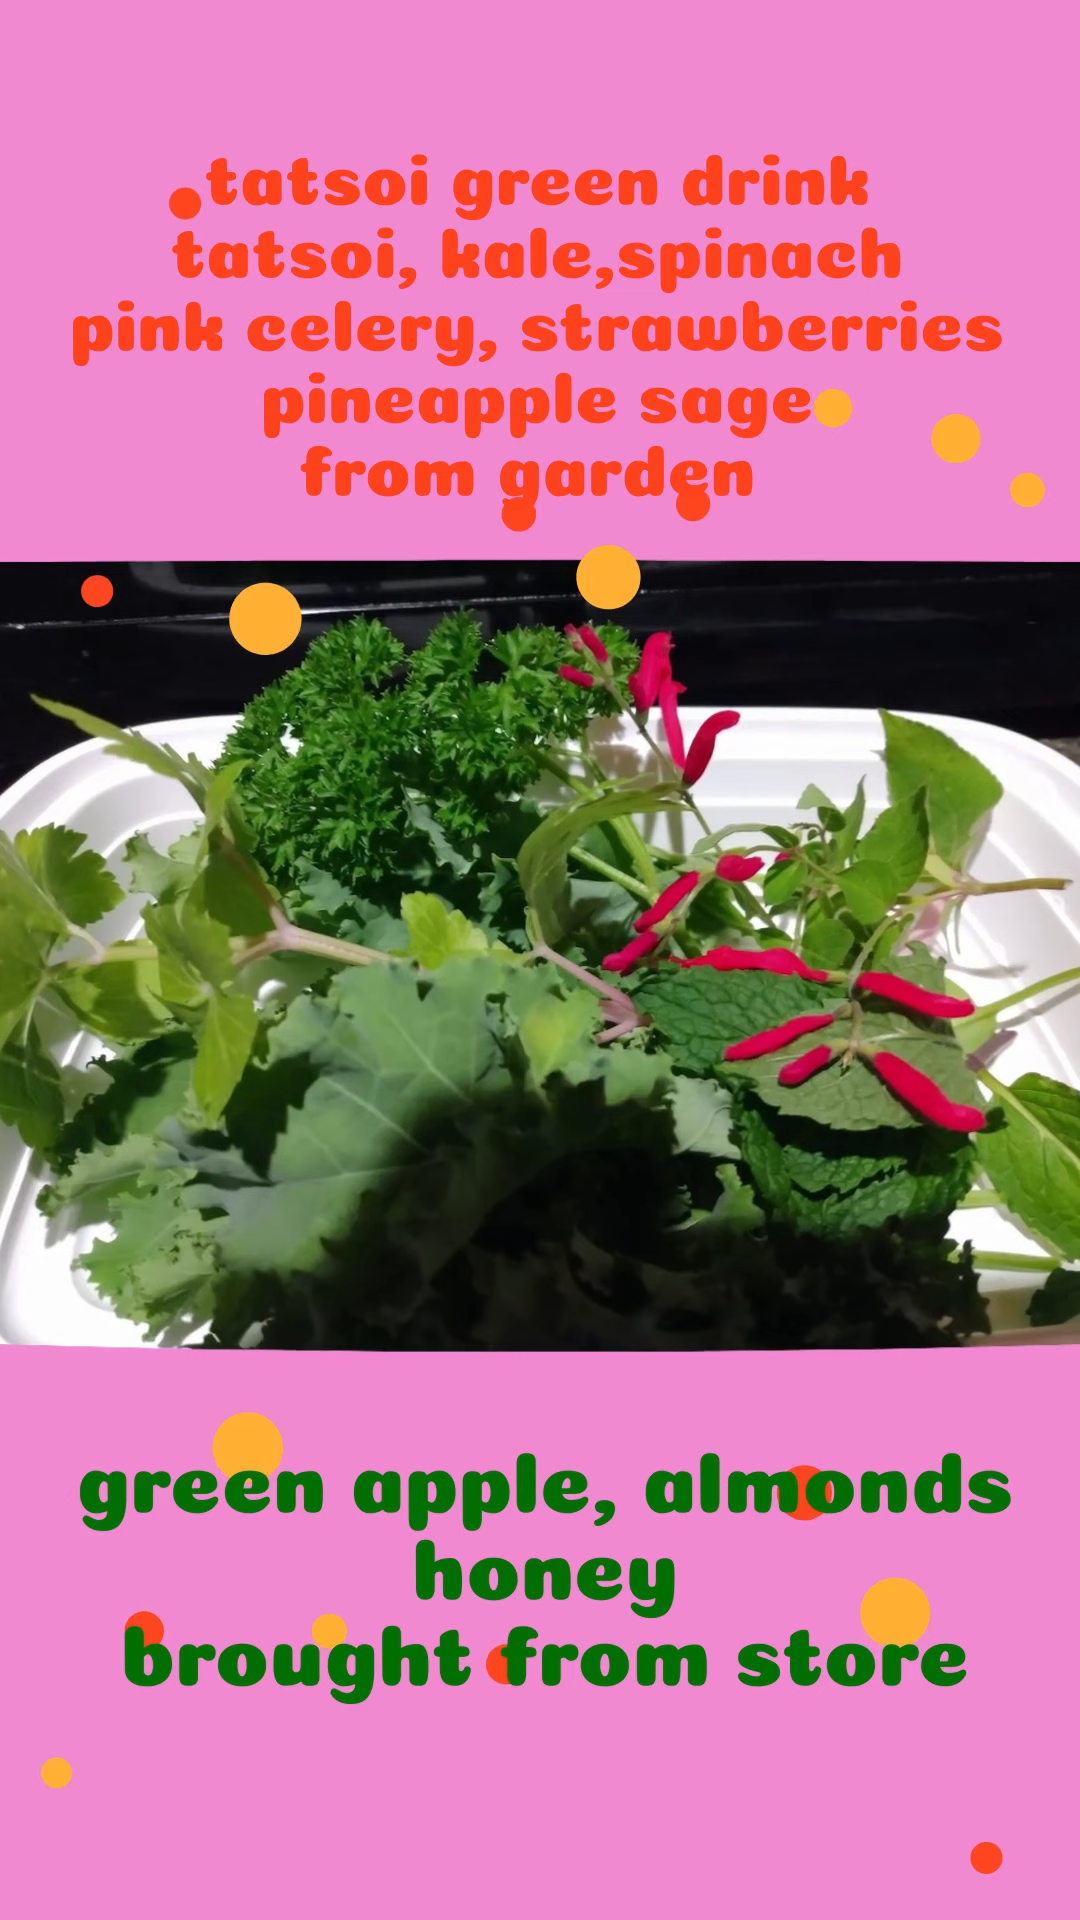 tatsoi green drink
tatsoi, kale,spinach
pink celery, strawberries
pineapple sage
from garden
green apple, almonds
honey
brought from store